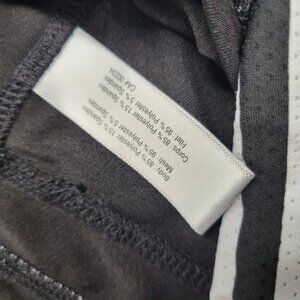 Body  85% Polyester 15% Spandex
Mesh  95% Polyester 5% Spandex
Corps  85% Polyester 15% Spandex
Filet  95% Polyester 5% Spandex
CA#